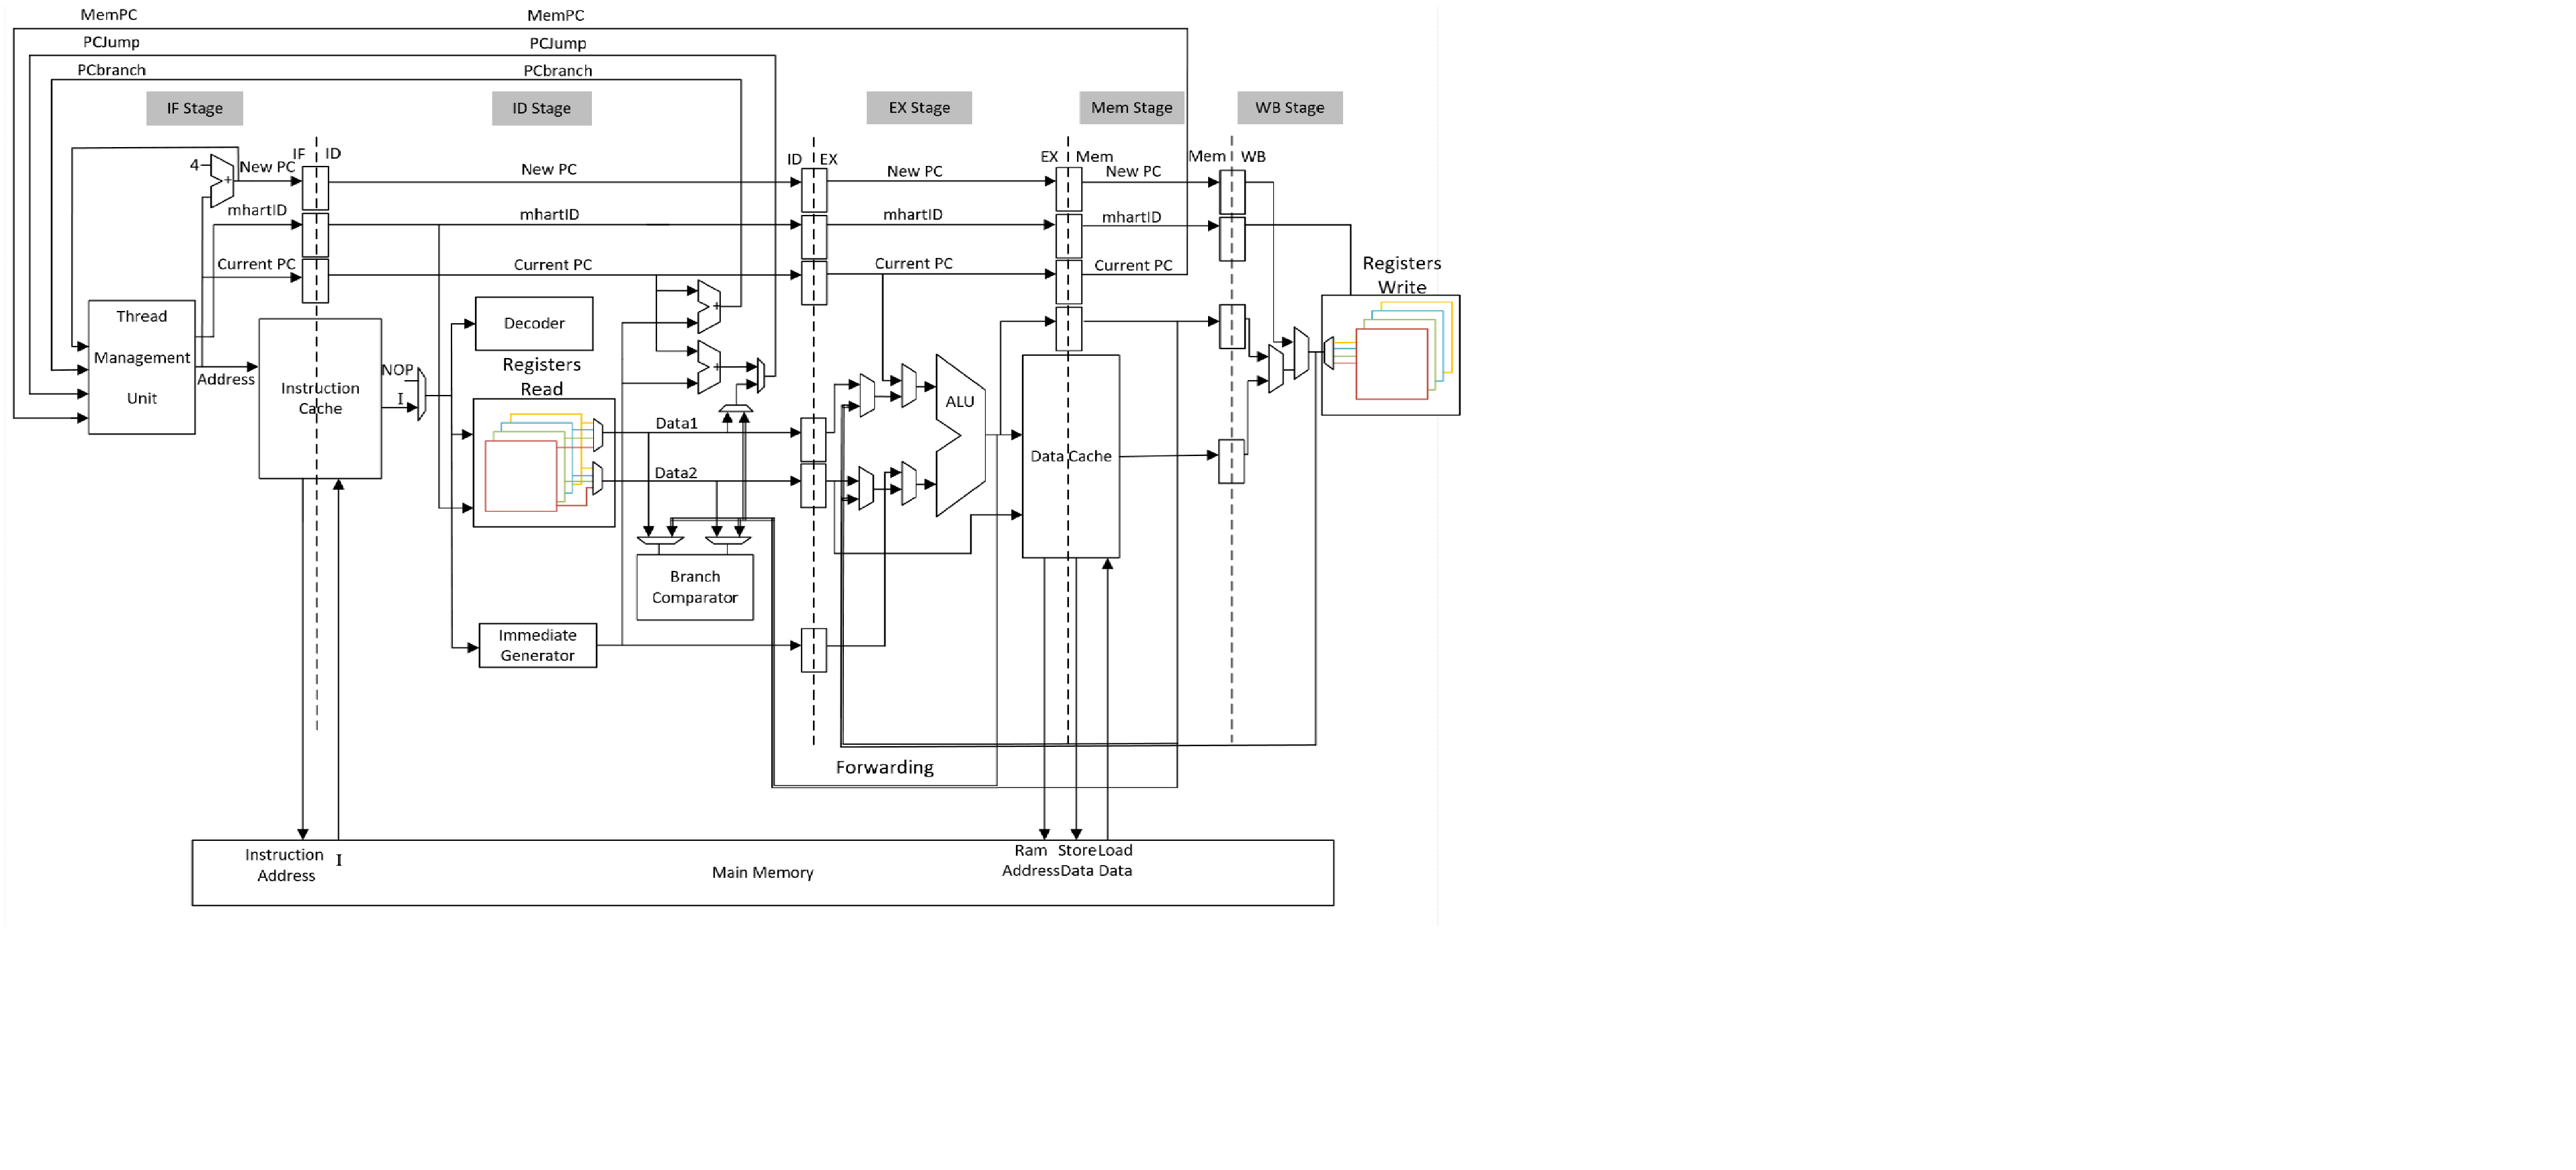 MemPC
MemPC
PCJump
PCJump
PCbranch
PCbranch
IF Stage
ID Stage
EX Stage
Mem Stage
WB Stage
IF ID
ID EX
EX Mem
Mem WB
4
+
New PC
New PC
New PC
New PC
mhartID
mhartID
mhartID
mhartID
Current PC
Current PC
Current PC
Current PC
Registers
Write
Thread
Management
Unit
Address
Instruction
Cache
NOP
I
Decoder
Registers
Read
+
+
Data1
Data2
Branch
Comparator
Immediate
Generator
ALU
Data Cache
Forwarding
Instruction
Address
I
Main Memory
Ram
Address
Store
Data
Load
Data